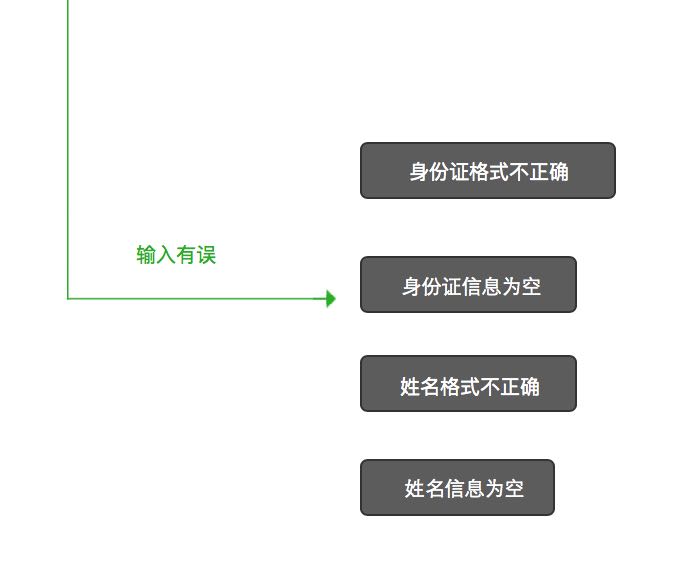 身份证格式不正确
输入有误
身份证信息为空
姓名格式不正确
姓名信息为空